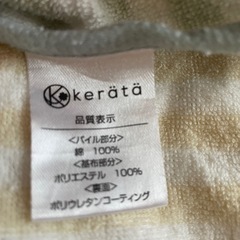 kerätä
品質表示
<パイル部分>
綿 100%
<基布部分>
ポリエステル 100%
<裏面>
ポリウレタンコーティング